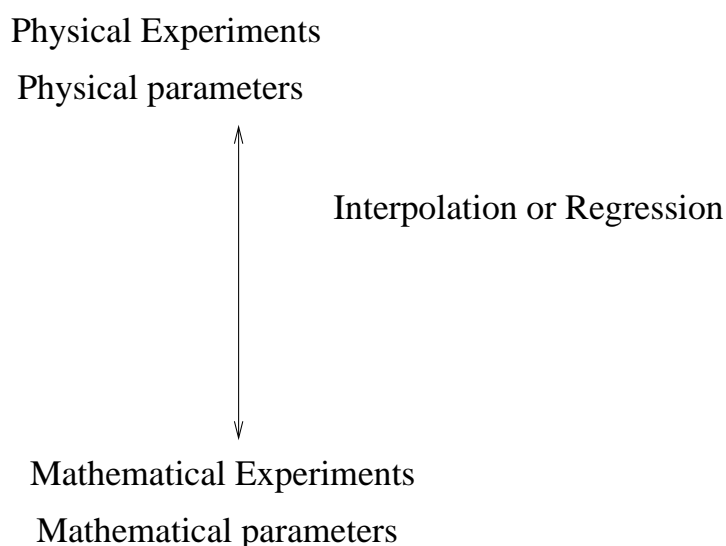 Physical Experiments
Physical parameters
Interpolation or Regression
Mathematical Experiments
Mathematical parameters